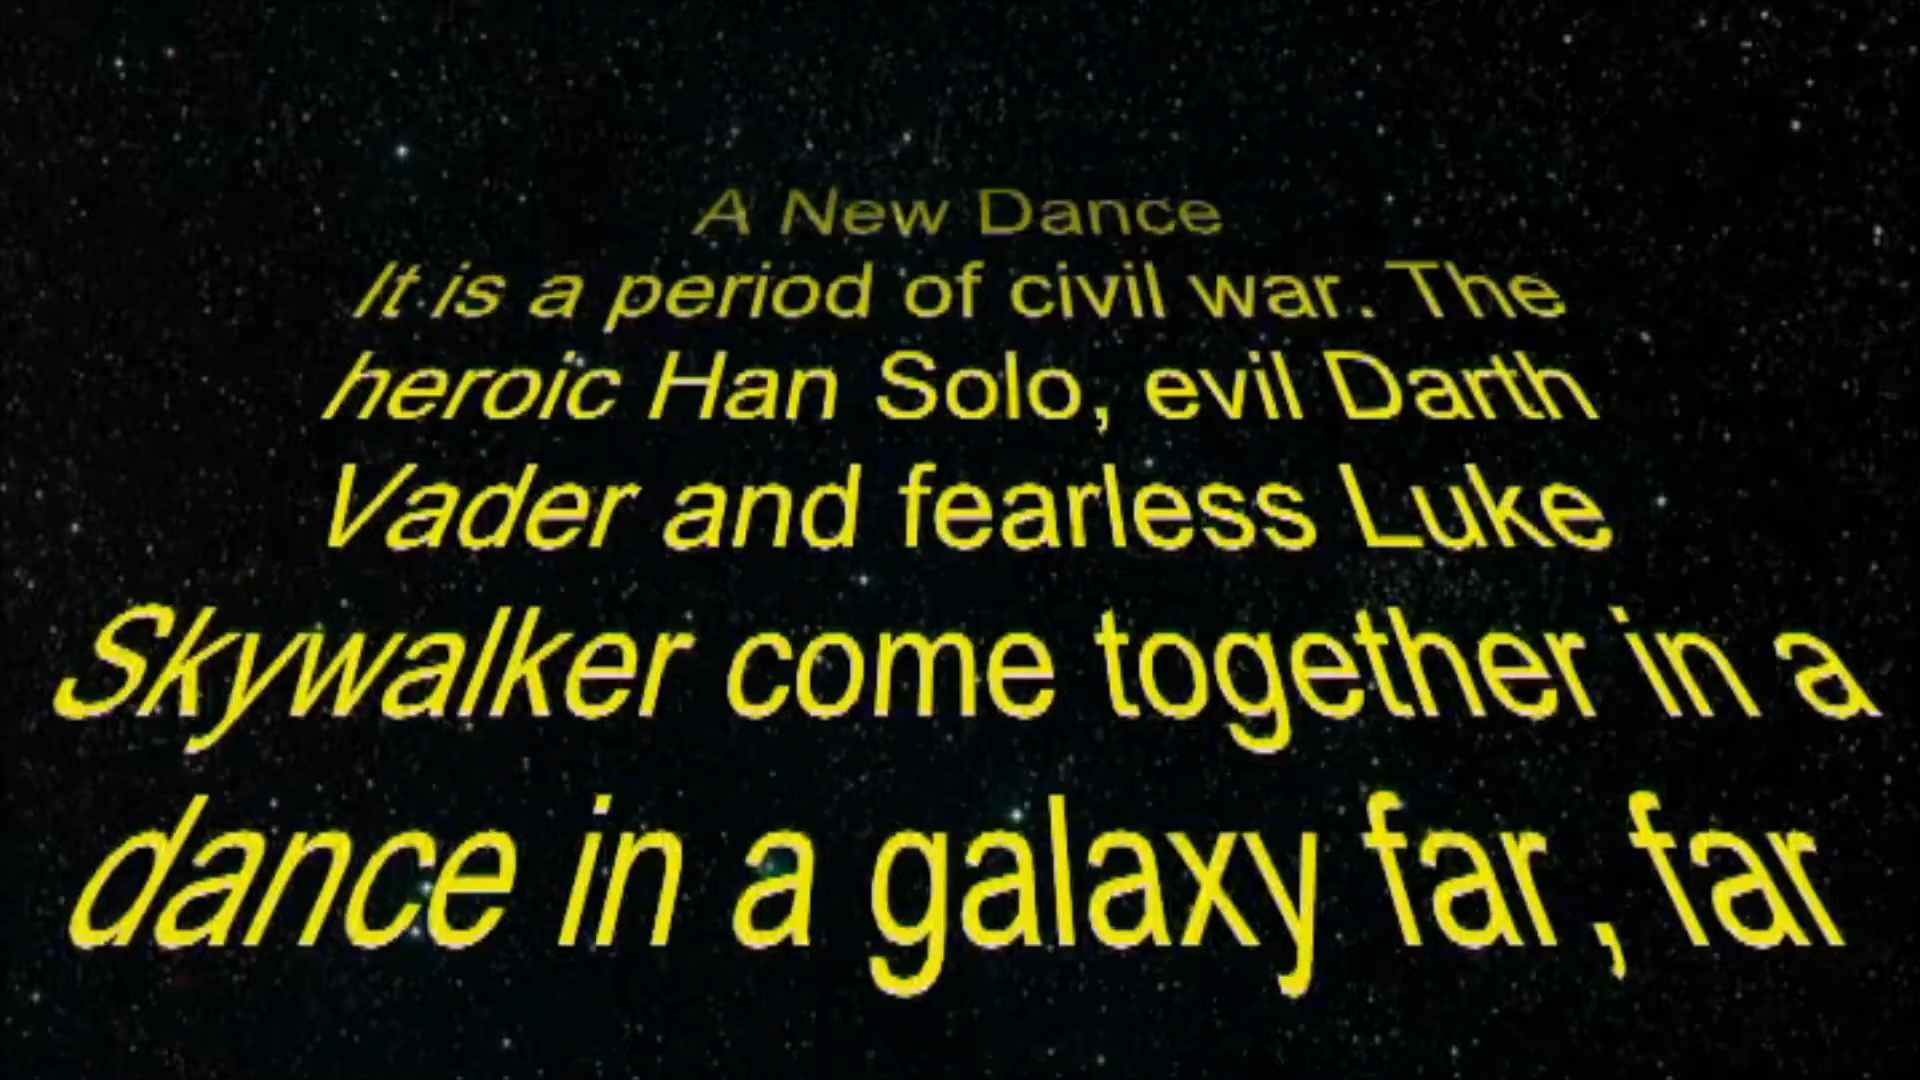 A New Dance
It is a period of civil war. The
heroic Han Solo, evil Darth
Vader and fearless Luke
Skywalker come together in a
dance in a galaxy far, far